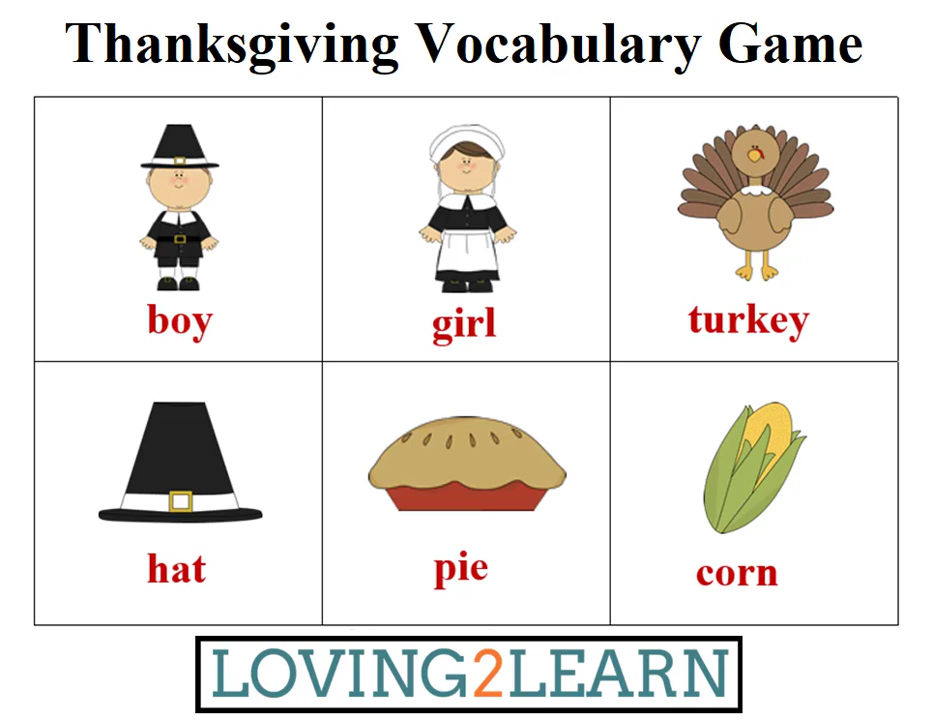 Thanksgiving Vocabulary Game
boy
girl
turkey
hat
pie
corn
LOVING2LEARN